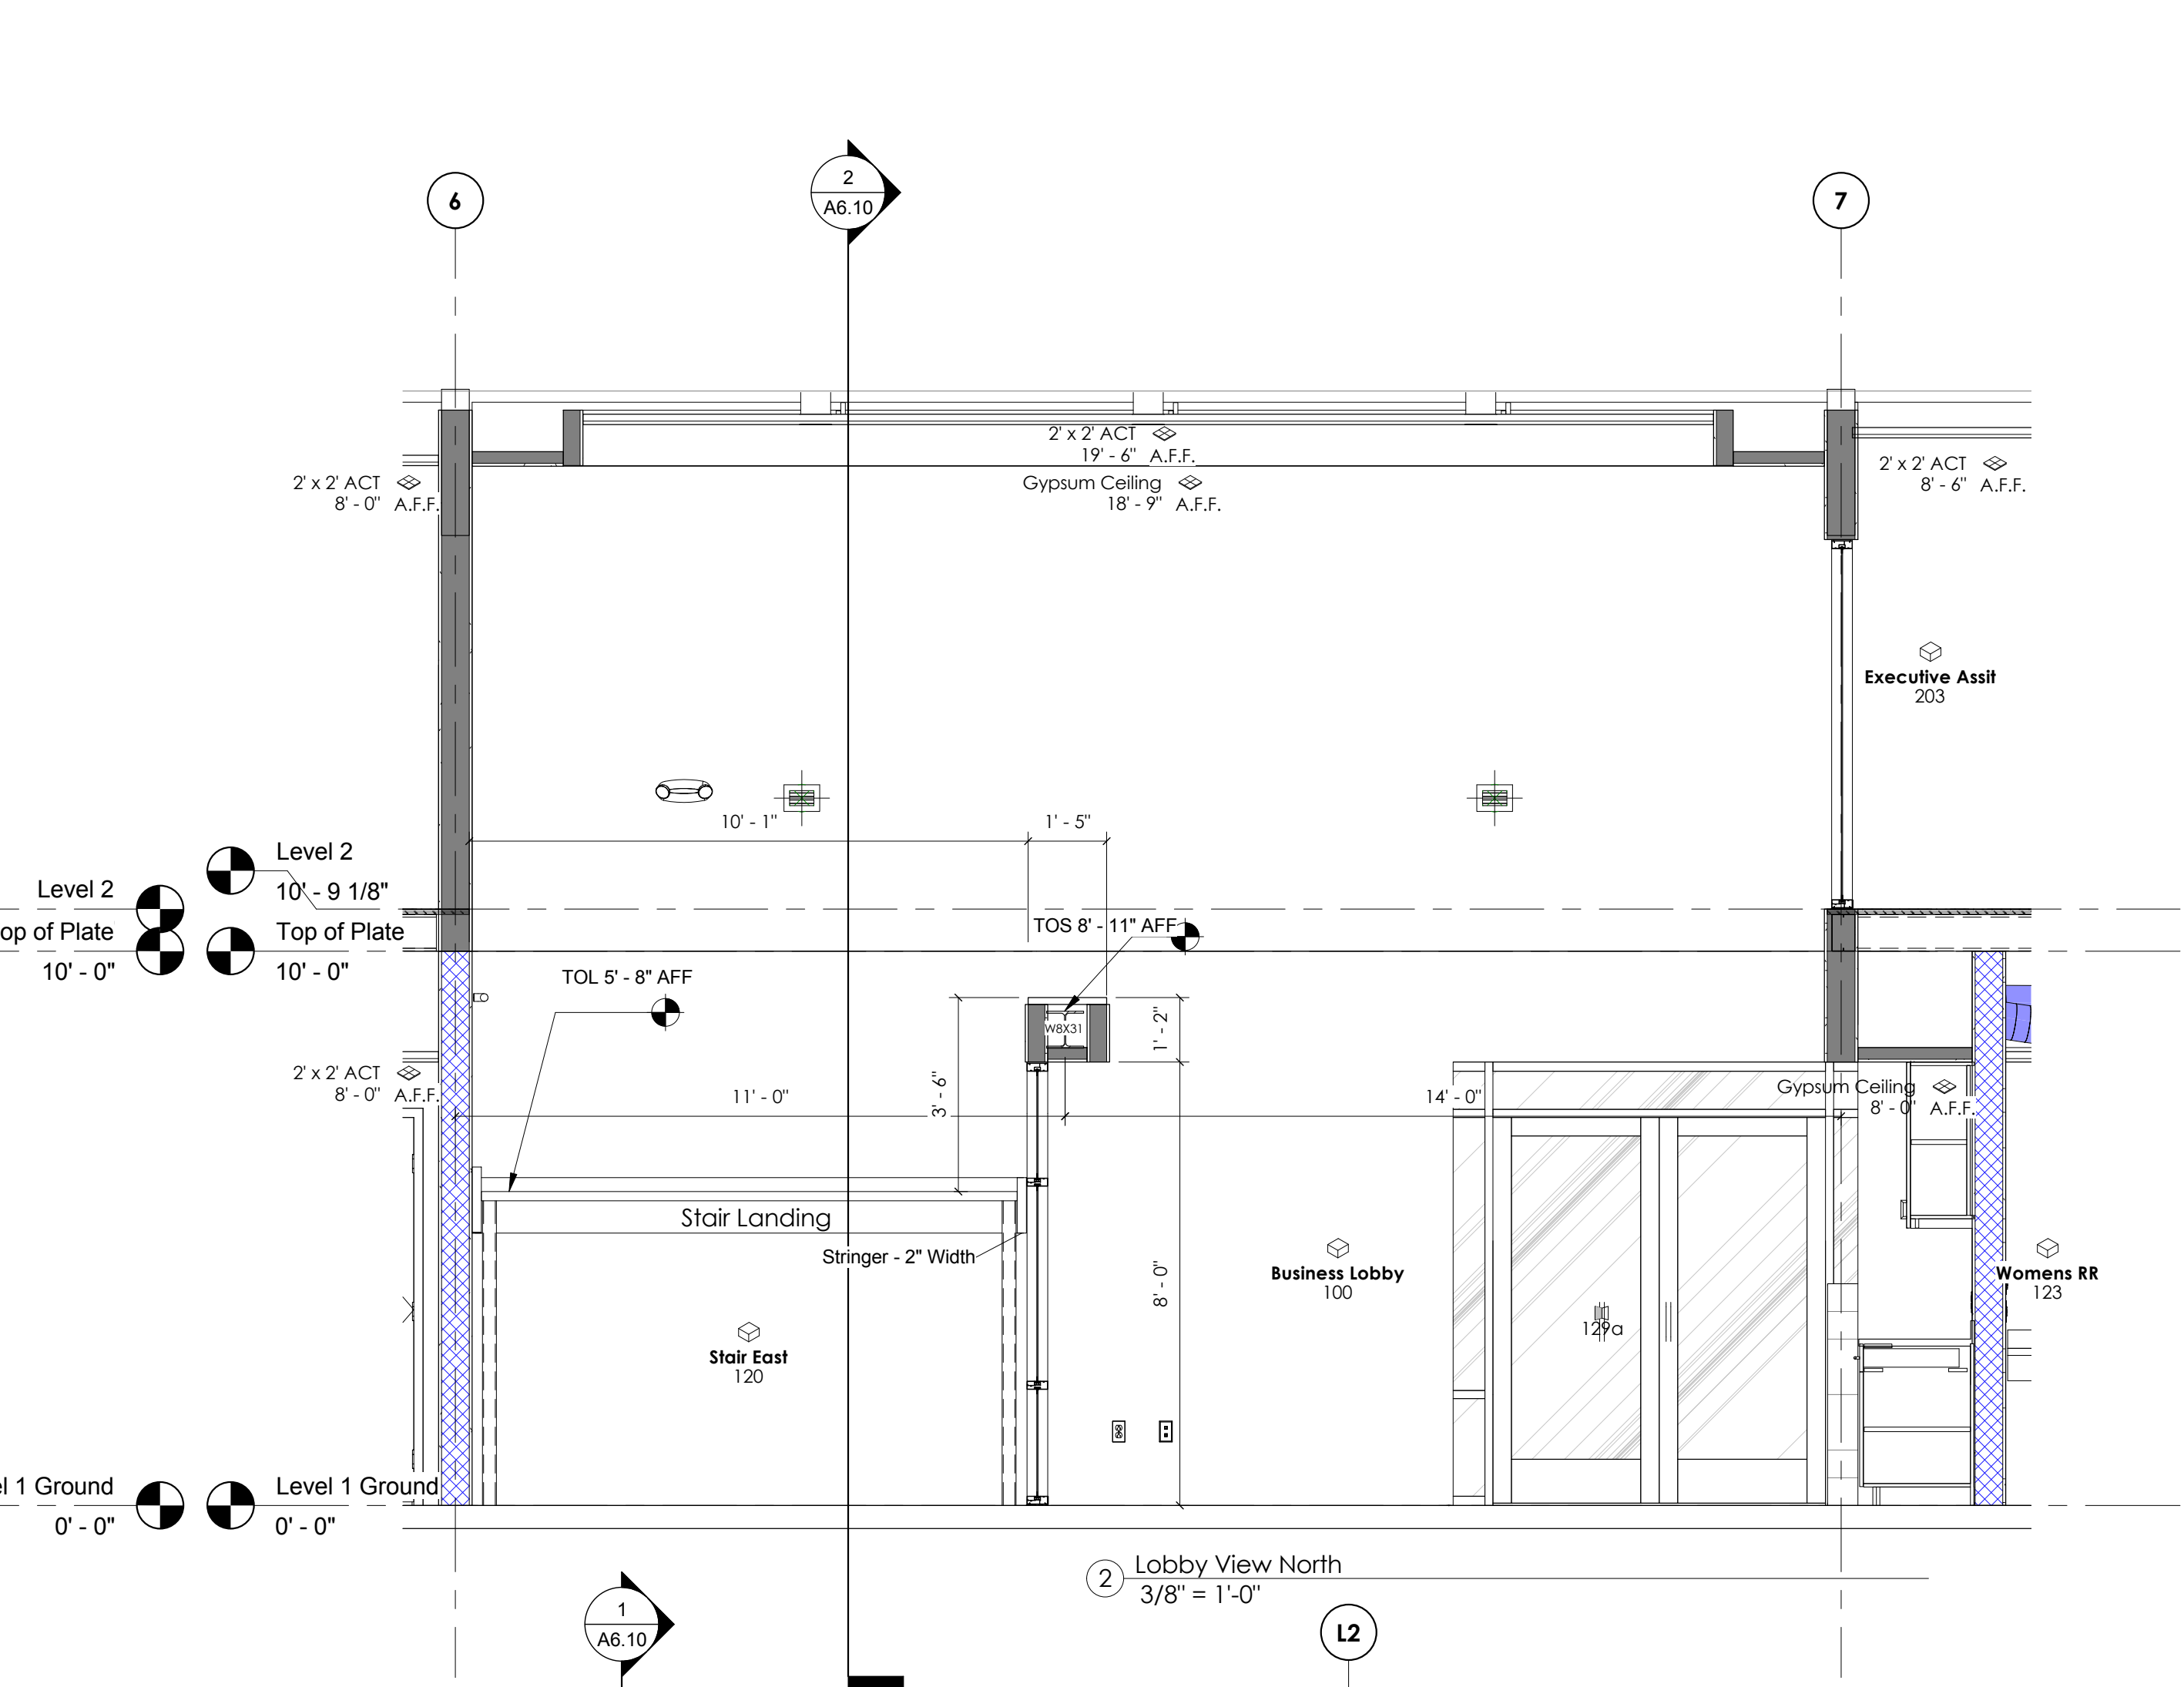 2
A6.10
6
7
2' x 2' ACT
19' - 6" A.F.F.
2' x 2' ACT
8' - 0" A.F.F.
Gypsum Ceiling
18' - 9" A.F.F.
2' x 2' ACT
8' - 6" A.F.F.
Executive Assit
203
10' - 1"
1' - 5"
Level 2
10' - 9 1/8"
Level 2
TOS 8' - 11" AFF
op of Plate
10' - 0"
Top of Plate
10' - 0"
TOL 5' - 8" AFF
W8X31
1' - 2"
2' x 2' ACT
8' - 0" A.F.F.
11' - 0"
3' - 6"
14' - 0"
Gypsum Ceiling
8' - 0" A.F.F.
Stair Landing
Stringer - 2" Width
8' - 0"
Business Lobby
100
Womens RR
123
129a
Stair East
120
el 1 Ground
0' - 0"
Level 1 Ground
0' - 0"
2
Lobby View North
3/8" = 1'-0"
1
A6.10
L2